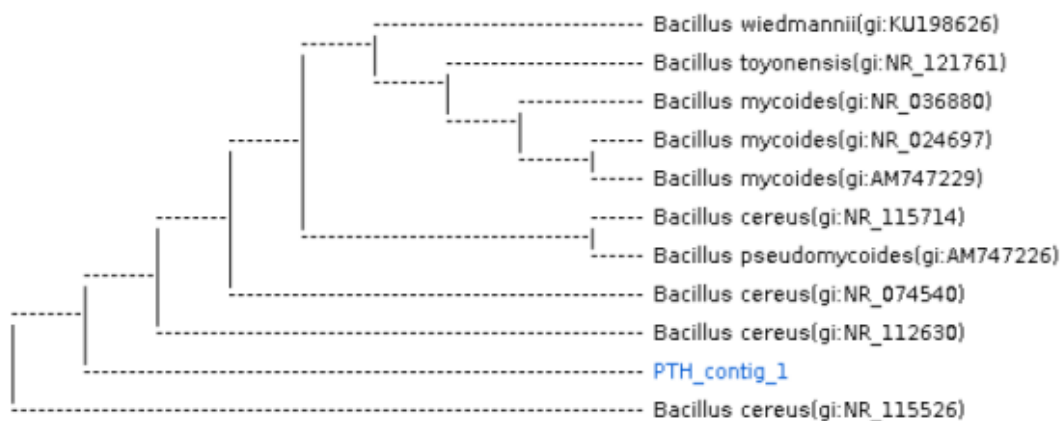 Bacillus wiedmannii(gi:KU198626)
Bacillus toyonensis(gi:NR_121761)
Bacillus mycoides(gi:NR_036880)
Bacillus mycoides(gi:NR_024697)
Bacillus mycoides(gi:AM747229)
Bacillus cereus(gi:NR_115714)
Bacillus pseudomycoides(gi:AM747226)
Bacillus cereus(gi:NR_074540)
Bacillus cereus(gi:NR_112630)
PTH_contig_1
Bacillus cereus(gi:NR_115526)